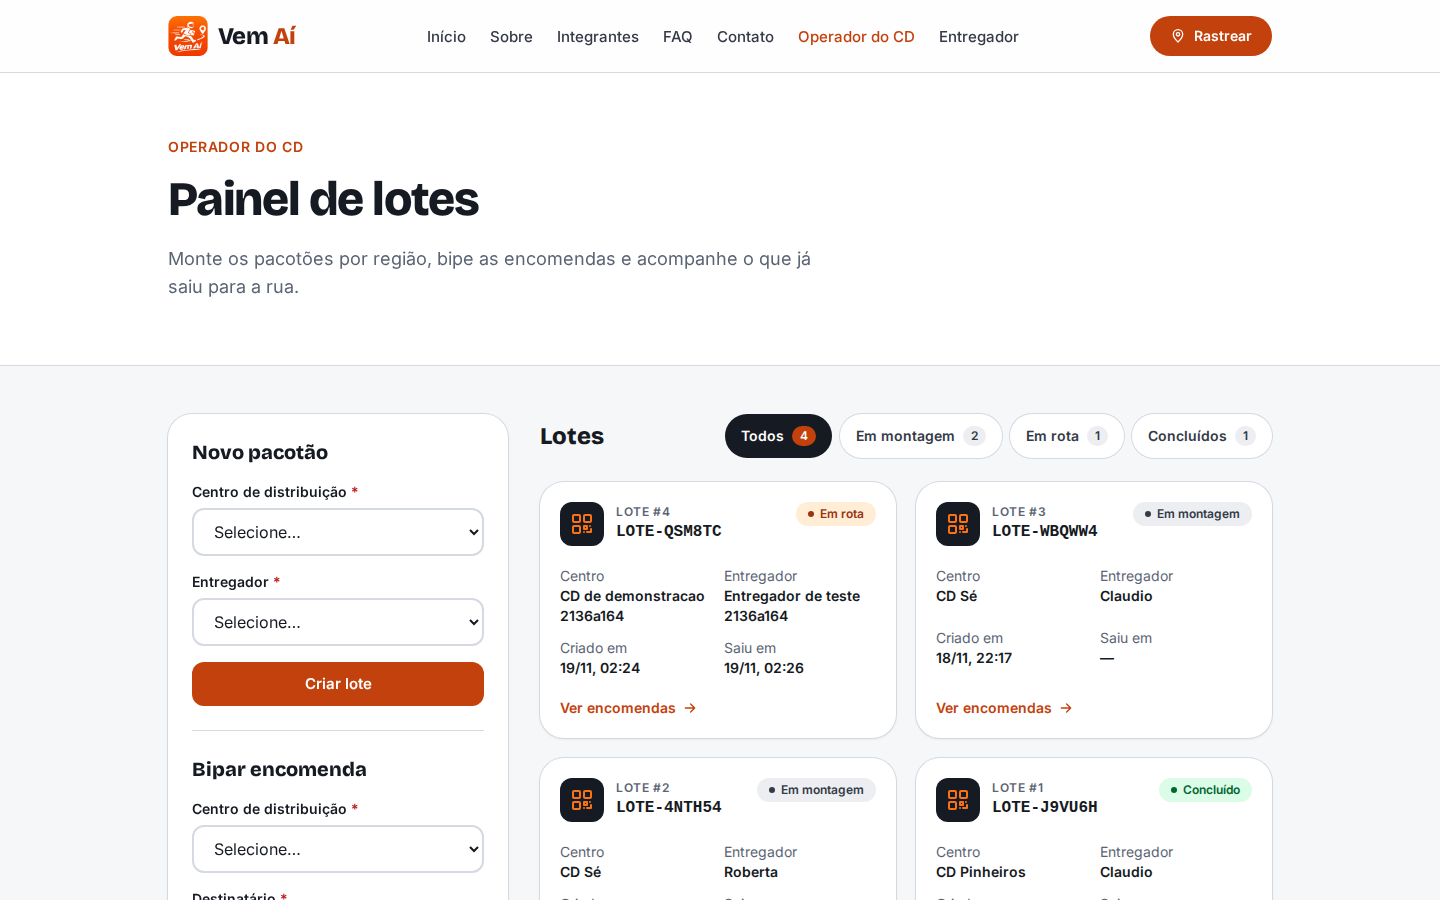 Vem Aí
Vem Aí
Início
Sobre
Integrantes
FAQ
Contato
Operador do CD
Entregador
Rastrear
OPERADOR DO CD
Painel de lotes
Monte os pacotões por região, bipe as encomendas e acompanhe o que já
saiu para a rua.
Novo pacotão
Centro de distribuição *
Selecione...
Entregador *
Selecione...
Criar lote
Bipar encomenda
Centro de distribuição *
Selecione...
Destinatário *
Lotes
Todos 4
Em montagem 2
Em rota 1
Concluídos 1
LOTE #4
LOTE-QSM8TC
Em rota
Centro
CD de demonstracao
2136a164
Entregador
Entregador de teste
2136a164
Criado em
19/11, 02:24
Saiu em
19/11, 02:26
Ver encomendas →
LOTE #3
LOTE-WBQWW4
Em montagem
Centro
CD Sé
Entregador
Claudio
Criado em
18/11, 22:17
Saiu em
—
Ver encomendas →
LOTE #2
LOTE-4NTH54
Em montagem
Centro
CD Sé
Entregador
Roberta
LOTE #1
LOTE-J9VU6H
Concluído
Centro
CD Pinheiros
Entregador
Claudio